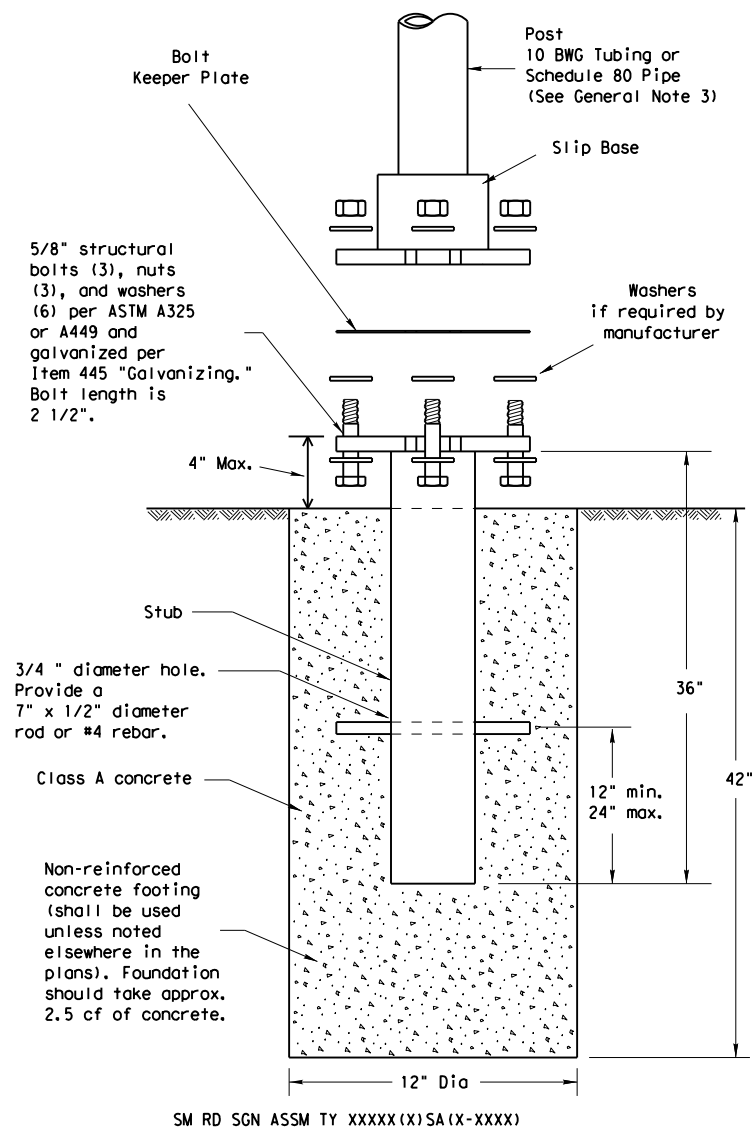 Post
10 BWG Tubing or
Schedule 80 Pipe
(See General Note 3)
Bolt
Keeper Plate
Slip Base
5/8" structural
bolts (3), nuts
(3), and washers
(6) per ASTM A325
or A449 and
galvanized per
Item 445 "Galvanizing."
Bolt length is
2 1/2".
Washers
if required by
manufacturer
4" Max.
Stub
3/4 " diameter hole.
Provide a
7" x 1/2" diameter
rod or #4 rebar.
36"
12" min.
24" max.
42"
Class A concrete
Non-reinforced
concrete footing
(shall be used
unless noted
elsewhere in the
plans). Foundation
should take approx.
2.5 cf of concrete.
12" Dia
SM RD SGN ASSM TY XXXXX(X)SA(X-XXXX)